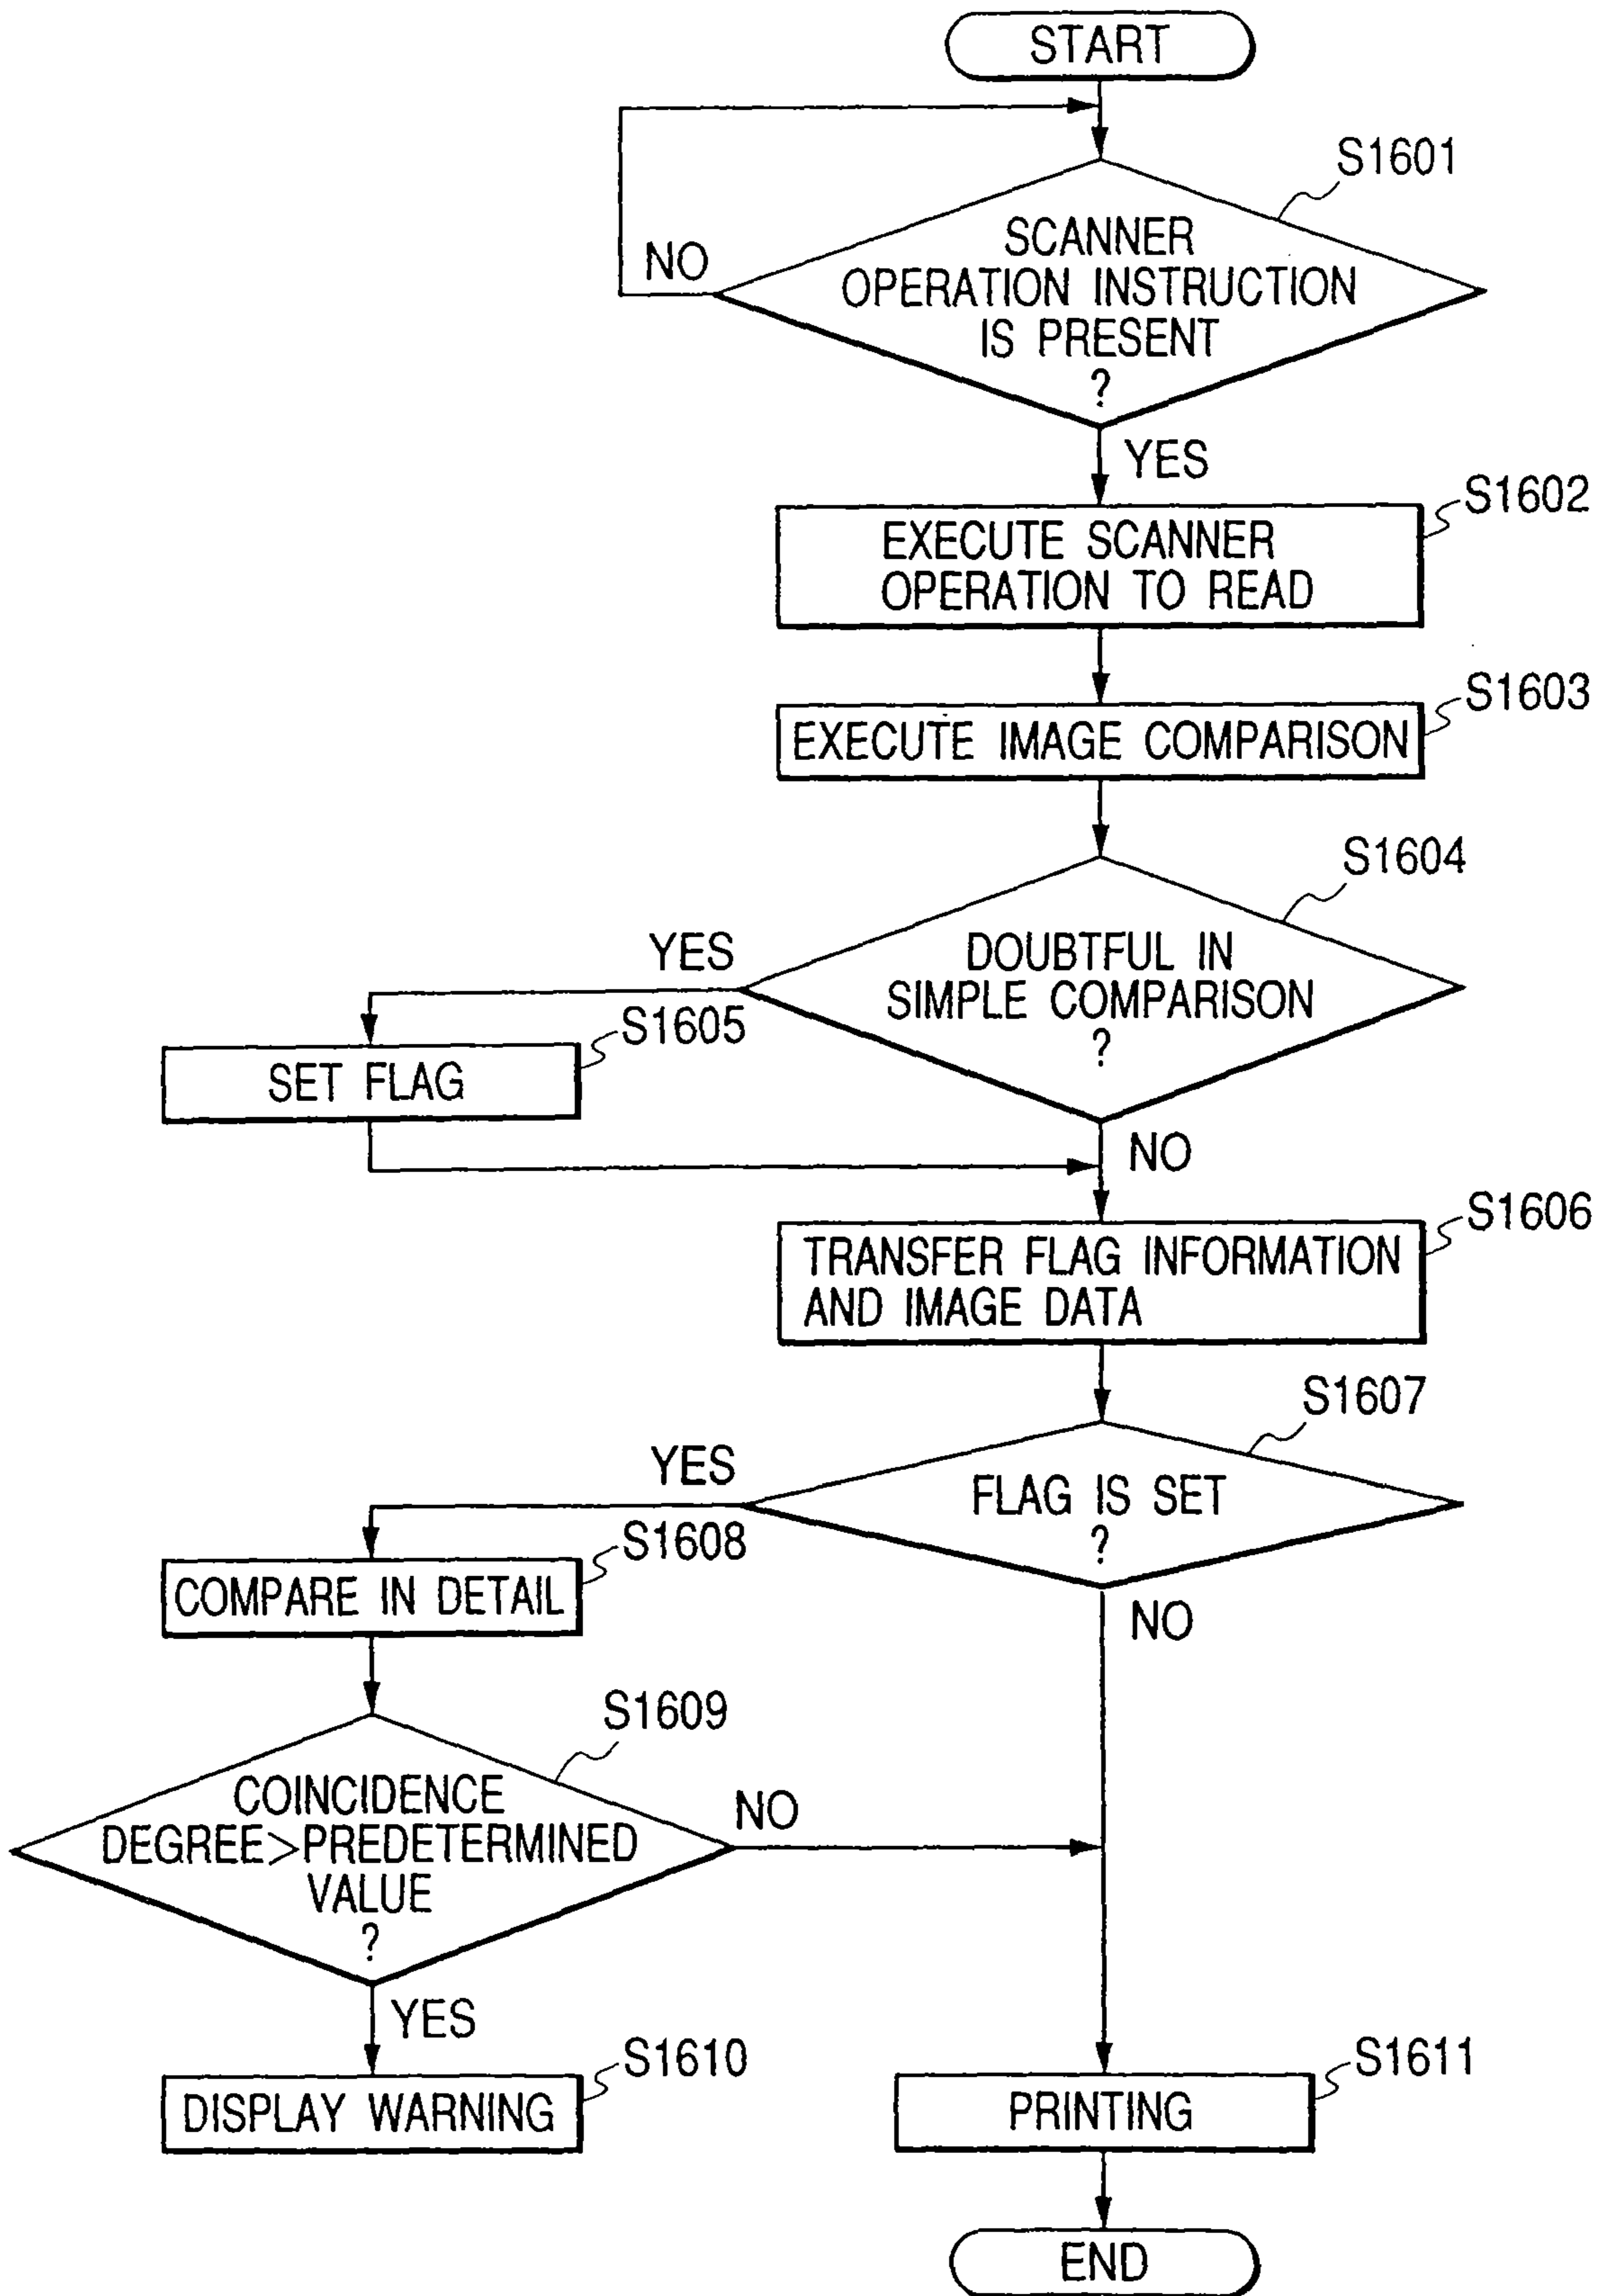 START
S1601
NO
SCANNER
OPERATION INSTRUCTION
IS PRESENT
?
YES
S1602
EXECUTE SCANNER
OPERATION TO READ
S1603
EXECUTE IMAGE COMPARISON
S1604
YES
DOUBTFUL IN
SIMPLE COMPARISON
?
S1605
SET FLAG
NO
S1606
TRANSFER FLAG INFORMATION
AND IMAGE DATA
S1607
YES
FLAG IS SET
?
S1608
COMPARE IN DETAIL
NO
S1609
COINCIDENCE
DEGREE>PREDETERMINED
VALUE
?
NO
YES
S1610
DISPLAY WARNING
S1611
PRINTING
END